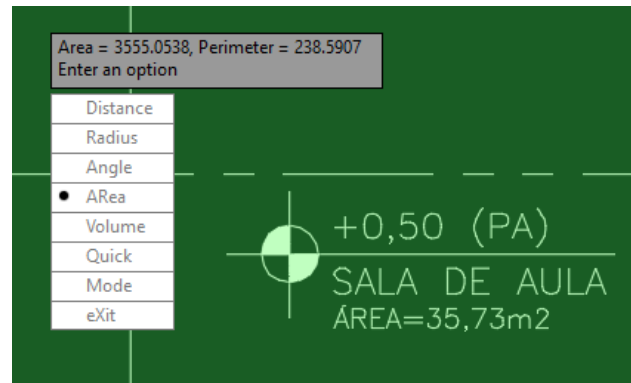 Area = 3555.0538, Perimeter = 238.5907
Enter an option
Distance
Radius
Angle
ARea
Volume
Quick
Mode
eXit
+0,50 (PA)
SALA DE AULA
ÁREA=35,73m2